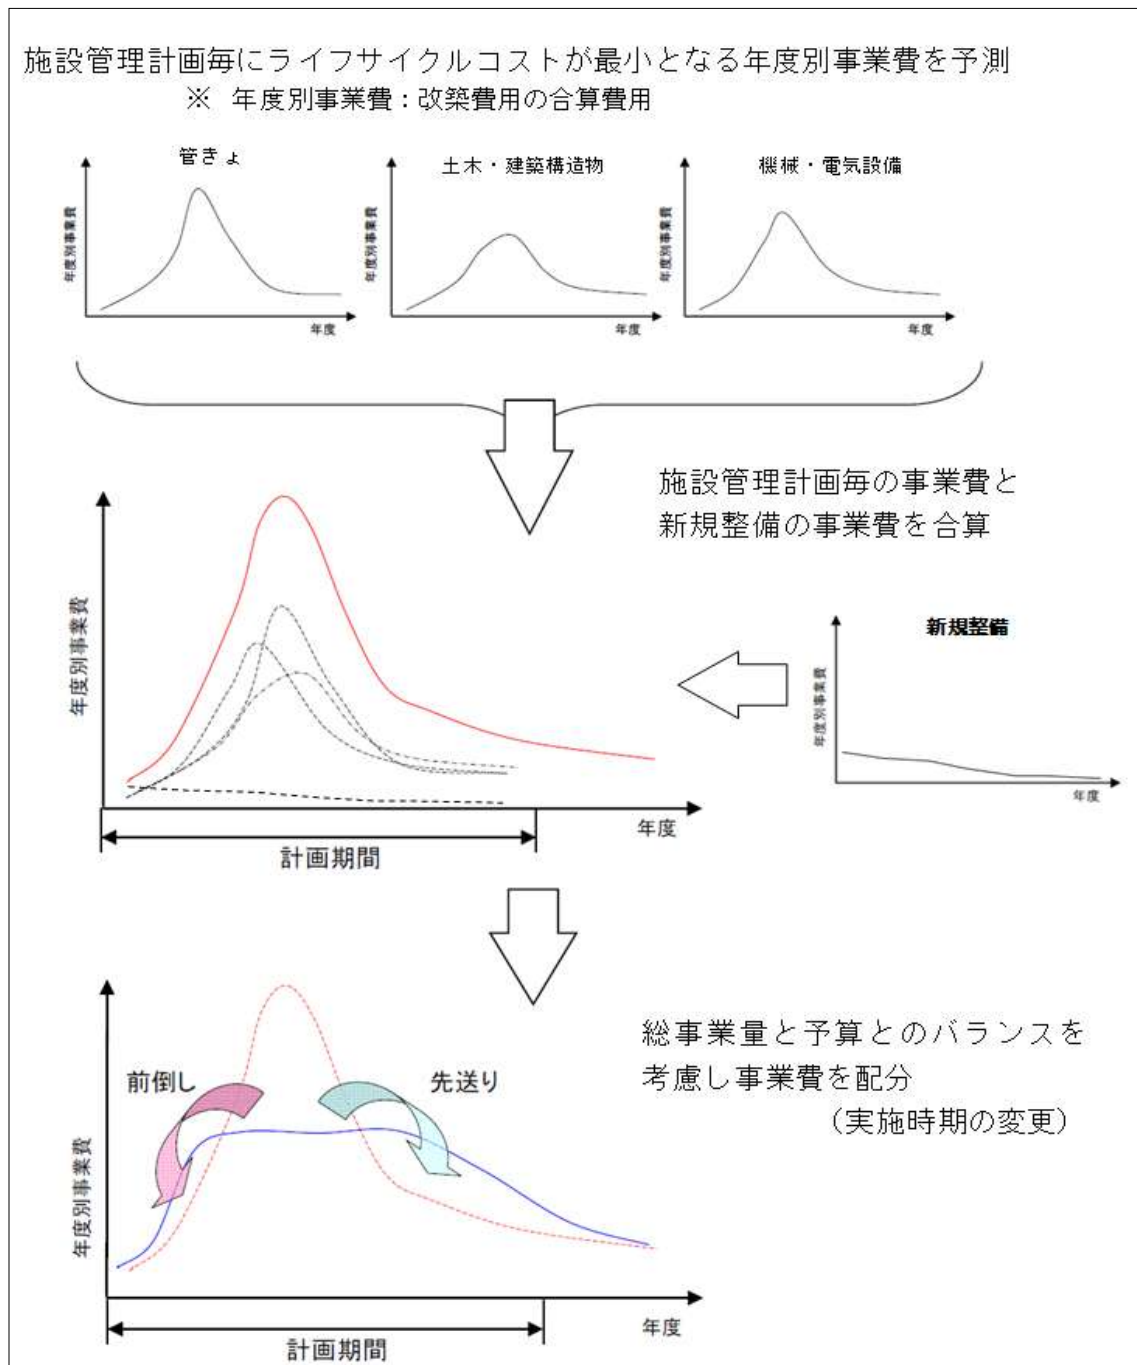 施設管理計画毎にライフサイクルコストが最小となる年度別事業費を予測
※ 年度別事業費：改築費用の合算費用
管きょ
年度別事業費
年度
土木・建築構造物
年度別事業費
年度
機械・電気設備
年度別事業費
年度
施設管理計画毎の事業費と
新規整備の事業費を合算
年度別事業費
年度
計画期間
新規整備
年度別事業費
年度
総事業量と予算とのバランスを
考慮し事業費を配分
（実施時期の変更）
前倒し
先送り
年度別事業費
年度
計画期間